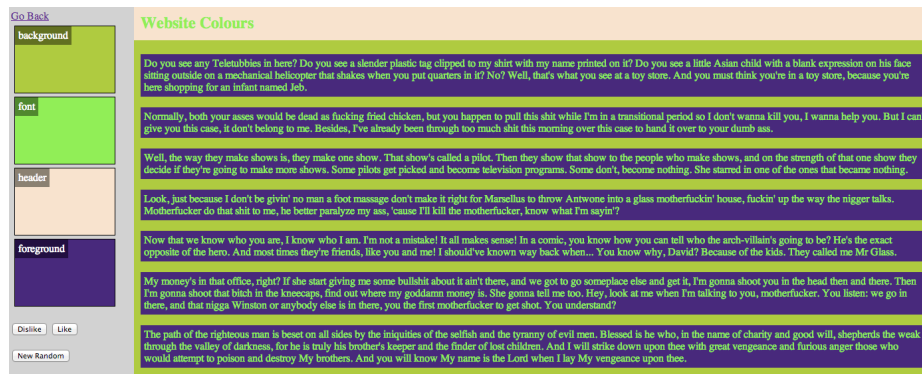 Go Back
background
font
header
foreground
Dislike
Like
New Random
Website Colours
Do you see any Teletubbies in here? Do you see a slender plastic tag clipped to my shirt with my name printed on it? Do you see a little Asian child with a blank expression on his face
sitting outside on a mechanical helicopter that shakes when you put quarters in it? No? Well, that's what you see at a toy store. And you must think you're in a toy store, because you're
here shopping for an infant named Jeb.
Normally, both your asses would be dead as fucking fried chicken, but you happen to pull this shit while I'm in a transitional period so I don't wanna kill you, I wanna help you. But I can
give you this case, it don't belong to me. Besides, I've already been through too much shit this morning over this case to hand it over to your dumb ass.
Well, the way they make shows is, they make one show. That show's called a pilot. Then they show that show to the people who make shows, and on the strength of that one show they
decide if they're going to make more shows. Some pilots get picked and become television programs. Some don't, become nothing. She starred in one of the ones that became nothing.
Look, just because I don't be givin' no man a foot massage don't make it right for Marsellus to throw Antwone into a glass motherfuckin' house, fuckin' up the way the nigger talks.
Motherfucker do that shit to me, he better paralyze my ass, 'cause I'll kill the motherfucker, know what I'm sayin'?
Now that we know who you are, I know who I am. I'm not a mistake! It all makes sense! In a comic, you know how you can tell who the arch-villain's going to be? He's the exact
opposite of the hero. And most times they're friends, like you and me! I should've known way back when... You know why, David? Because of the kids. They called me Mr Glass.
My money's in that office, right? If she start giving me some bullshit about it ain't there, and we got to go someplace else and get it, I'm gonna shoot you in the head then and there. Then
I'm gonna shoot that bitch in the kneecaps, find out where my goddamn money is. She gonna tell me too. Hey, look at me when I'm talking to you, motherfucker. You listen: we go in
there, and that nigga Winston or anybody else is in there, you the first motherfucker to get shot. You understand?
The path of the righteous man is beset on all sides by the iniquities of the selfish and the tyranny of evil men. Blessed is he who, in the name of charity and good will, shepherds the weak
through the valley of darkness, for he is truly his brother's keeper and the finder of lost children. And I will strike down upon thee with great vengeance and furious anger those who
would attempt to poison and destroy My brothers. And you will know My name is the Lord when I lay My vengeance upon thee.